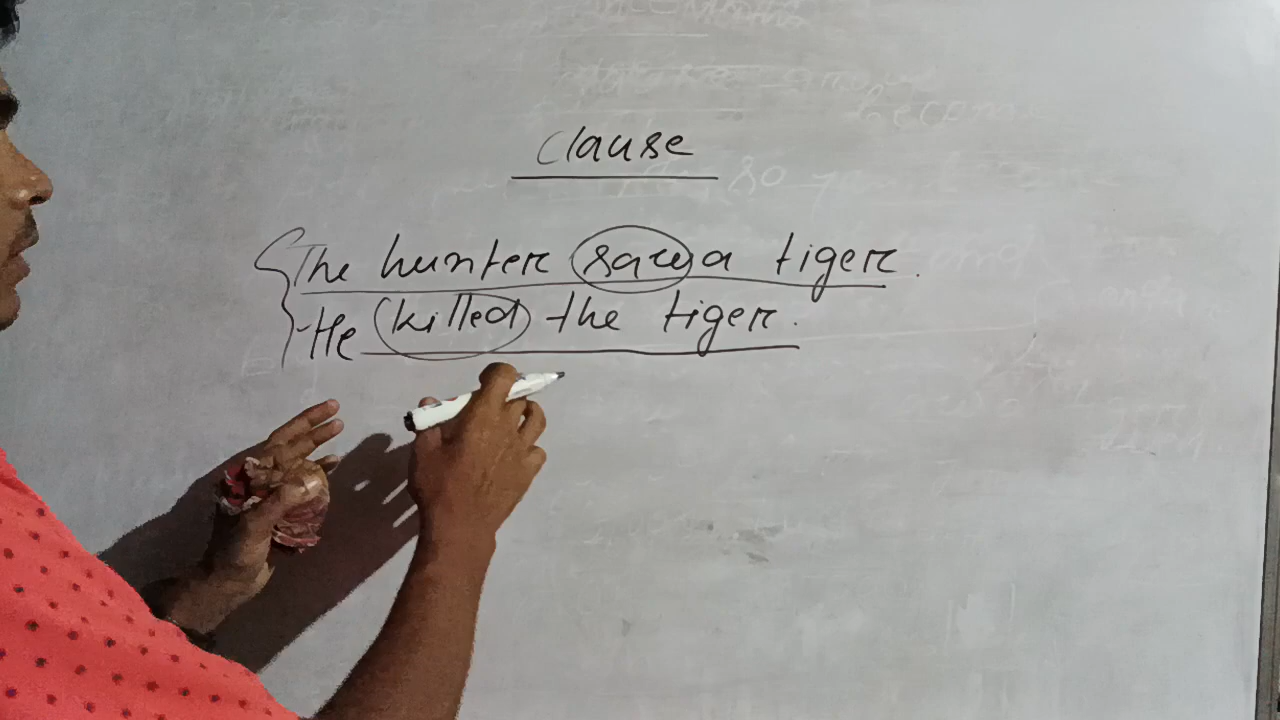 Clause
The hunter saw a tiger.
He killed the tiger.